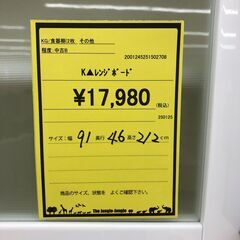 KG/食器棚(2枚 その他
程度:中古B
2001245251502708
K▲レンジボード
¥17,980
(税込)
250125
サイズ:幅 91 奥行 46 高さ 212 cm
商品のサイズ、状態を よくご確認下さい。
The Jungle-Jungle